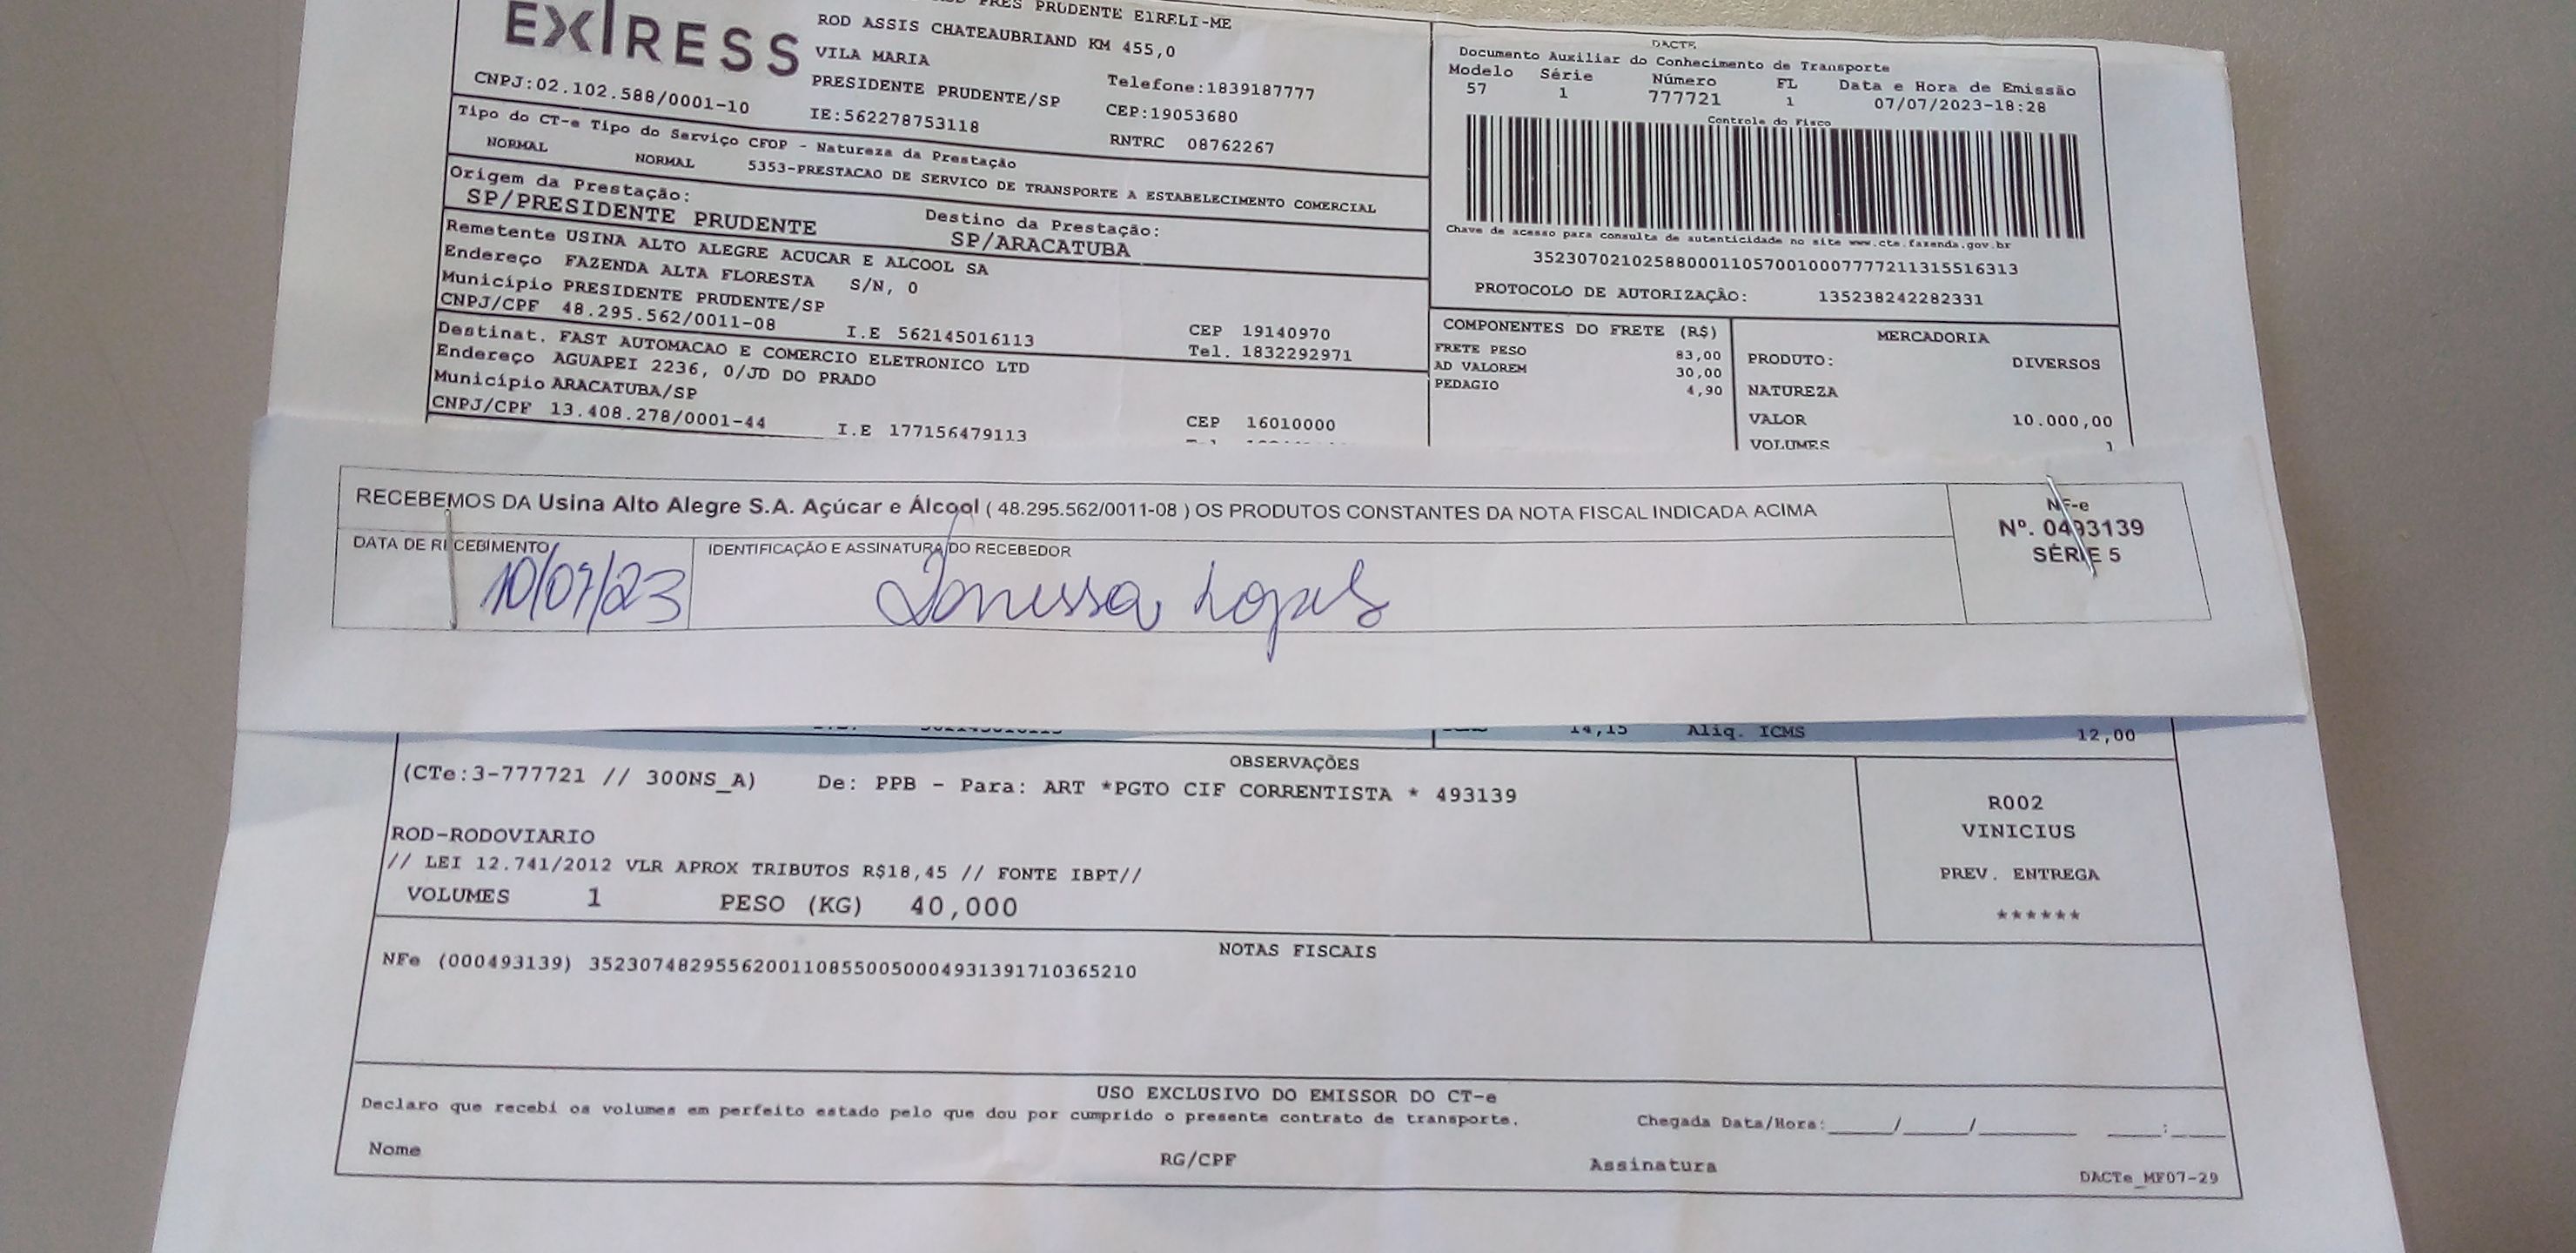 EXPRESS
PRES PRUDENTE EIRELI-ME
ROD ASSIS CHATEAUBRIAND KM 455,0
VILA MARIA
PRESIDENTE PRUDENTE/SP
Telefone:1839187777
CEP:19053680
CNPJ:02.102.588/0001-10
IE:562278753118
RNTRC 08762267
Tipo do CT-e Tipo do Serviço CFOP - Natureza da Prestação
NORMAL NORMAL 5353-PRESTACAO DE SERVICO DE TRANSPORTE A ESTABELECIMENTO COMERCIAL
Origem da Prestação: Destino da Prestação:
SP/PRESIDENTE PRUDENTE SP/ARACATUBA
Remetente USINA ALTO ALEGRE ACUCAR E ALCOOL SA
Endereço FAZENDA ALTA FLORESTA S/N, 0
Município PRESIDENTE PRUDENTE/SP CEP 19140970
CNPJ/CPF 48.295.562/0011-08 I.E 562145016113 Tel. 1832292971
Destinat. FAST AUTOMACAO E COMERCIO ELETRONICO LTD
Endereço AGUAPEI 2236, 0/JD DO PRADO
Município ARACATUBA/SP CEP 16010000
CNPJ/CPF 13.408.278/0001-44 I.E 177156479113
DACTE
Documento Auxiliar do Conhecimento de Transporte
Modelo Série Número FL Data e Hora de Emissão
57 1 777721 1 07/07/2023-18:28
Controle do Fisco
Chave de acesso para consulta de autenticidade no site www.cte.fazenda.gov.br
35230702102588000110570010007777211315516313
PROTOCOLO DE AUTORIZAÇÃO: 135238242282331
COMPONENTES DO FRETE (R$)
FRETE PESO 83,00
AD VALOREM 30,00
PEDAGIO 4,90
MERCADORIA
PRODUTO: DIVERSOS
NATUREZA
VALOR 10.000,00
VOLUMES 1
RECEBEMOS DA Usina Alto Alegre S.A. Açúcar e Álcool ( 48.295.562/0011-08 ) OS PRODUTOS CONSTANTES DA NOTA FISCAL INDICADA ACIMA
DATA DE RECEBIMENTO IDENTIFICAÇÃO E ASSINATURA DO RECEBEDOR
10/07/23 Vanessa Lopes
NF-e
Nº. 0493139
SÉRIE 5
14,15 Aliq. ICMS 12,00
OBSERVAÇÕES
(CTe:3-777721 // 300NS_A) De: PPB - Para: ART *PGTO CIF CORRENTISTA * 493139
ROD-RODOVIARIO
// LEI 12.741/2012 VLR APROX TRIBUTOS R$18,45 // FONTE IBPT//
VOLUMES 1 PESO (KG) 40,000
R002
VINICIUS
PREV. ENTREGA
******
NOTAS FISCAIS
NFe (000493139) 35230748295562001108550050004931391710365210
USO EXCLUSIVO DO EMISSOR DO CT-e
Declaro que recebi os volumes em perfeito estado pelo que dou por cumprido o presente contrato de transporte. Chegada Data/Hora:_____/_____/_______ ____:____
Nome RG/CPF Assinatura
DACTe_MF07-29